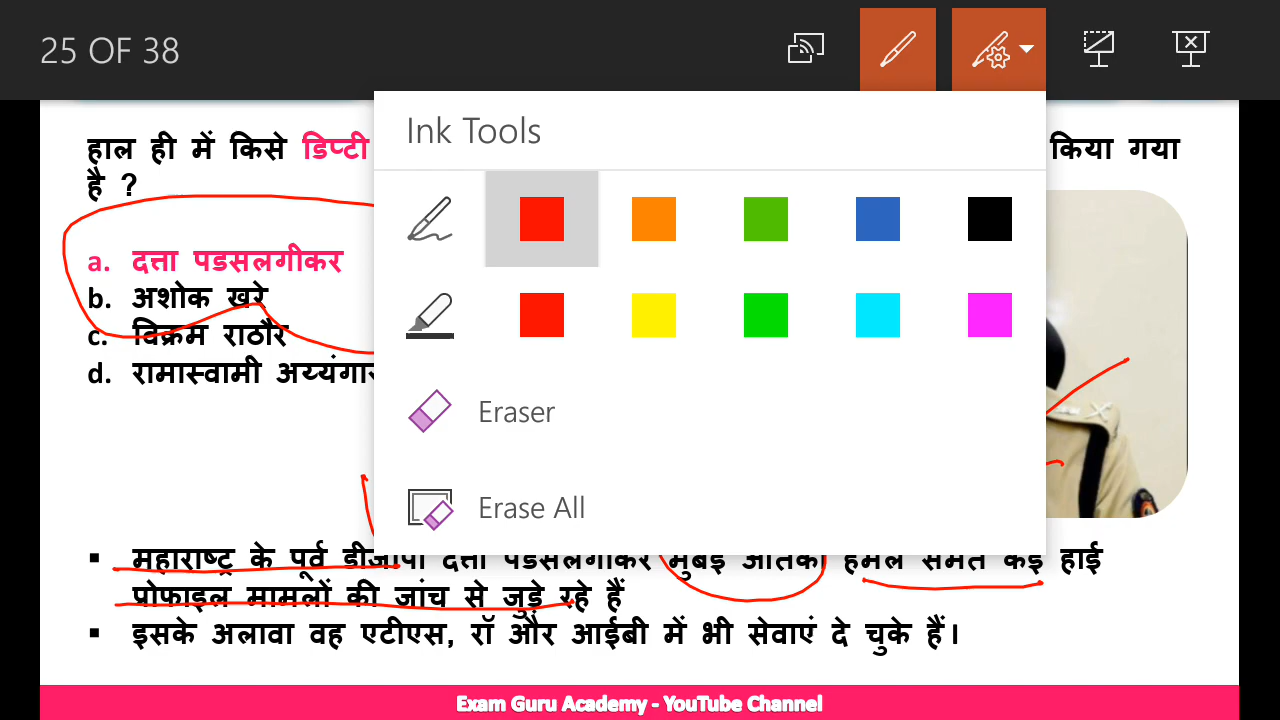 25 OF 38
Ink Tools
हाल ही में किसे डिप्टी किया गया
है ?
a. दत्ता पडसलगीकर
b. अशोक खरे
c. विक्रम राठौर
d. रामास्वामी अय्यंगार
Eraser
Erase All
▪ महाराष्ट्र के पूर्व डीजीपी दत्ता पडसलगीकर मुंबई आतंकी हमले समेत कई हाई
प्रोफाइल मामलों की जांच से जुड़े रहे हैं
▪ इसके अलावा वह एटीएस, रॉ और आईबी में भी सेवाएं दे चुके हैं।
Exam Guru Academy - YouTube Channel